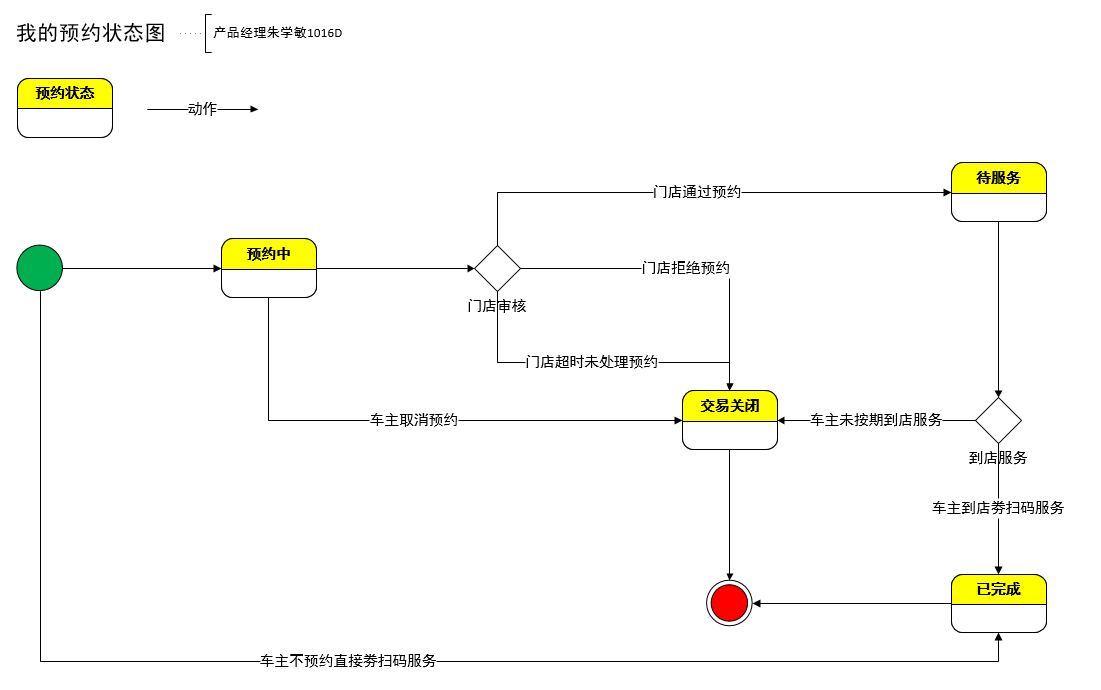 我的预约状态图
产品经理朱学敏1016D
预约状态
动作
待服务
门店通过预约
预约中
门店拒绝预约
门店审核
门店超时未处理预约
交易关闭
车主取消预约
车主未按期到店服务
到店服务
车主到店劵扫码服务
已完成
车主不预约直接劵扫码服务